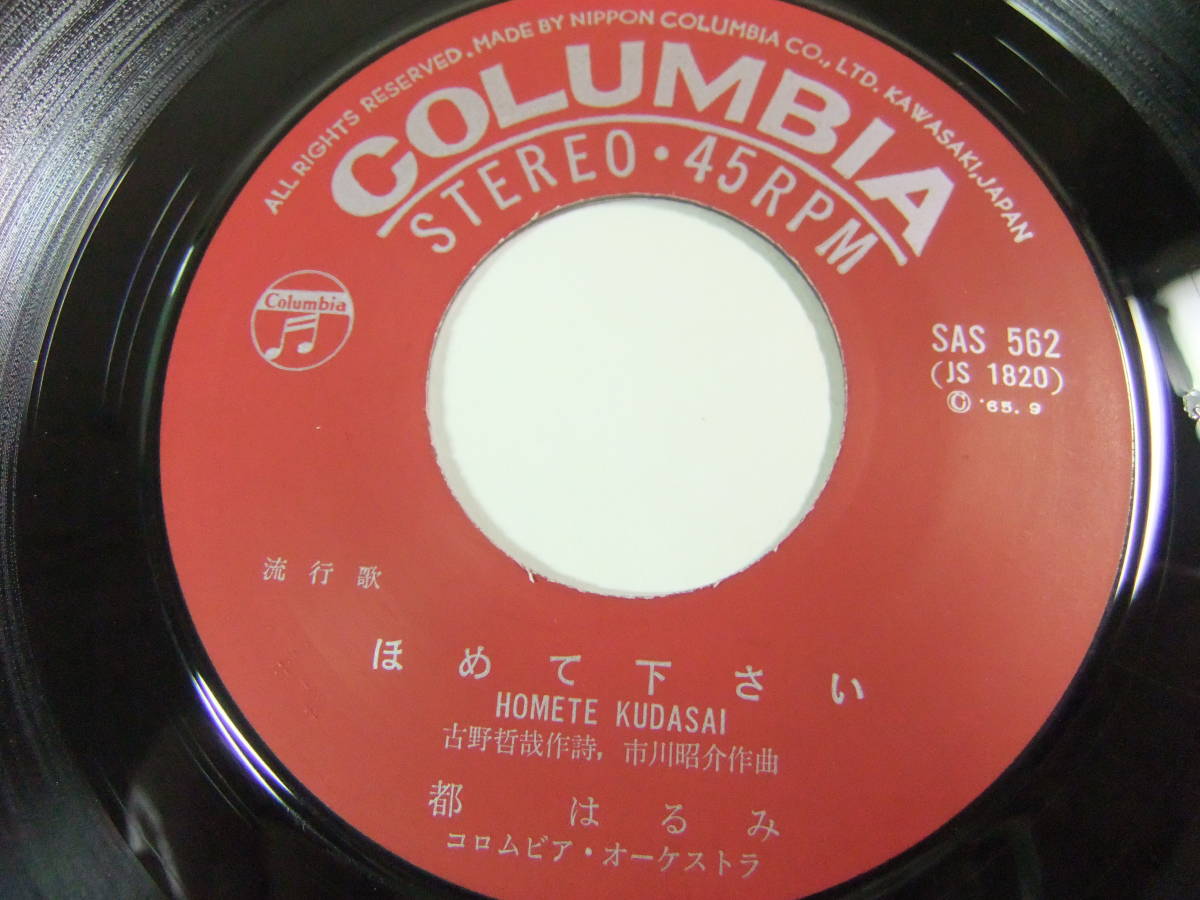 ALL RIGHTS RESERVED. MADE BY NIPPON COLUMBIA CO., LTD. KAWASAKI, JAPAN
COLUMBIA
STEREO・45RPM
Columbia
SAS 562
(JS 1820)
Ⓒ '65. 9
流行歌
ほめて下さい
HOMETE KUDASAI
古野哲哉作詩, 市川昭介作曲
都 はるみ
コロムビア・オーケストラ